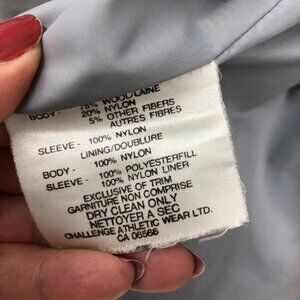 75% WOOL/LAINE
BODY - 20% NYLON
5% OTHER FIBERS
AUTRES FIBRES
SLEEVE - 100% NYLON
LINING/DOUBLURE
BODY - 100% NYLON
SLEEVE - 100% POLYESTERFILL
100% NYLON LINER
EXCLUSIVE OF TRIM
GARNITURE NON COMPRISE
DRY CLEAN ONLY
NETTOYER A SEC
CHALLENGE ATHLETIC WEAR LTD.
CA 06568